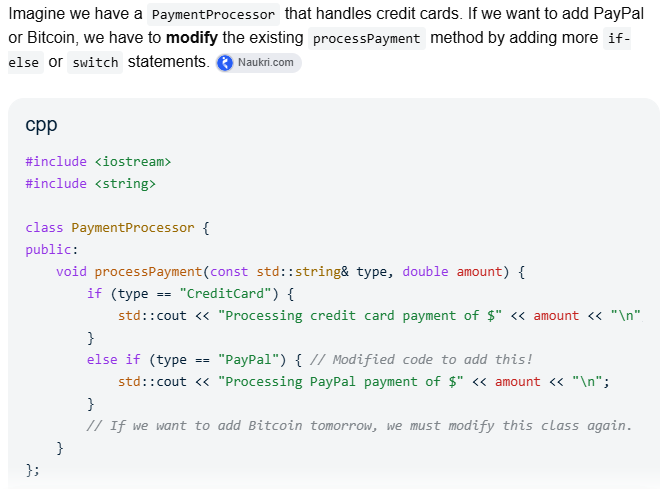 Imagine we have a PaymentProcessor that handles credit cards. If we want to add PayPal
or Bitcoin, we have to modify the existing processPayment method by adding more if-
else or switch statements. Naukri.com
cpp
#include <iostream>
#include <string>
class PaymentProcessor {
public:
    void processPayment(const std::string& type, double amount) {
        if (type == "CreditCard") {
            std::cout << "Processing credit card payment of $" << amount << "\n"
        }
        else if (type == "PayPal") { // Modified code to add this!
            std::cout << "Processing PayPal payment of $" << amount << "\n";
        }
        // If we want to add Bitcoin tomorrow, we must modify this class again.
    }
};